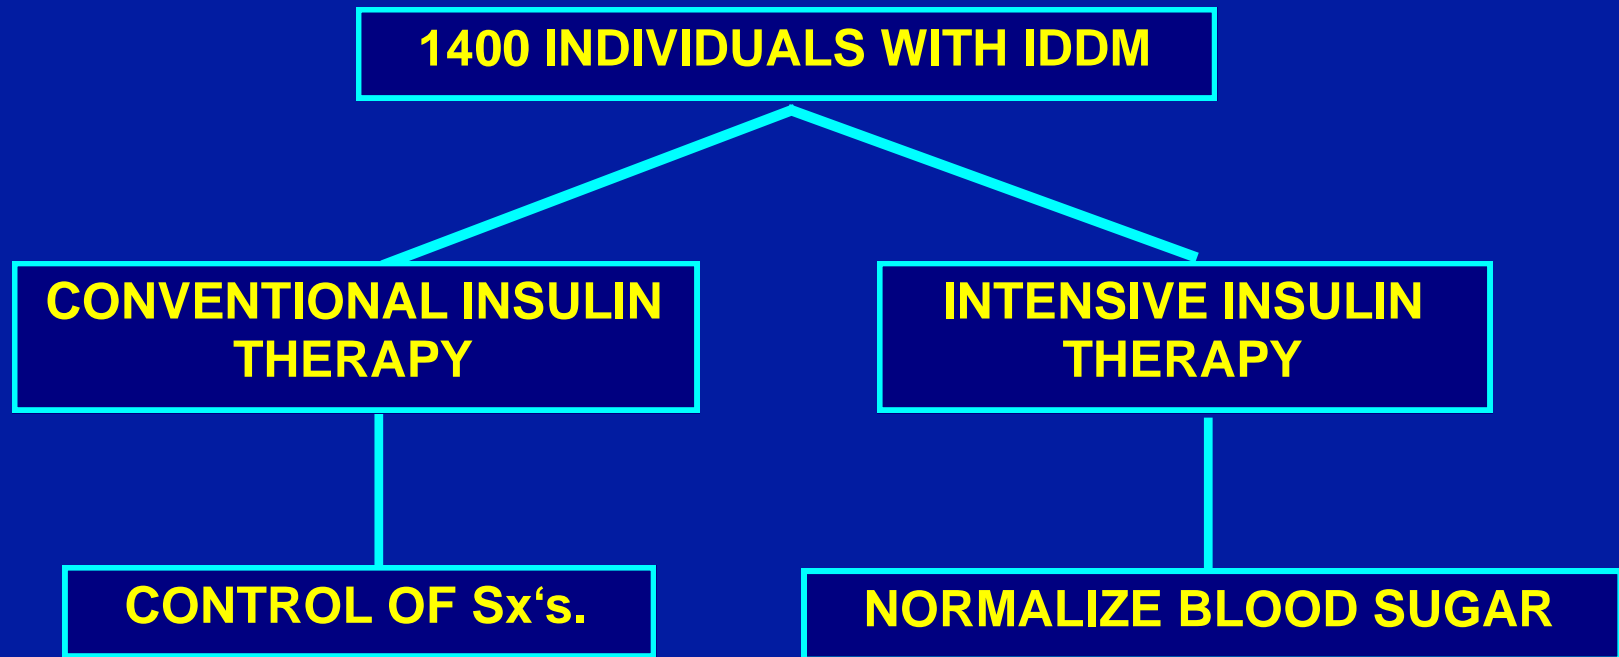 1400 INDIVIDUALS WITH IDDM
CONVENTIONAL INSULIN
THERAPY
INTENSIVE INSULIN
THERAPY
CONTROL OF Sx‘s.
NORMALIZE BLOOD SUGAR